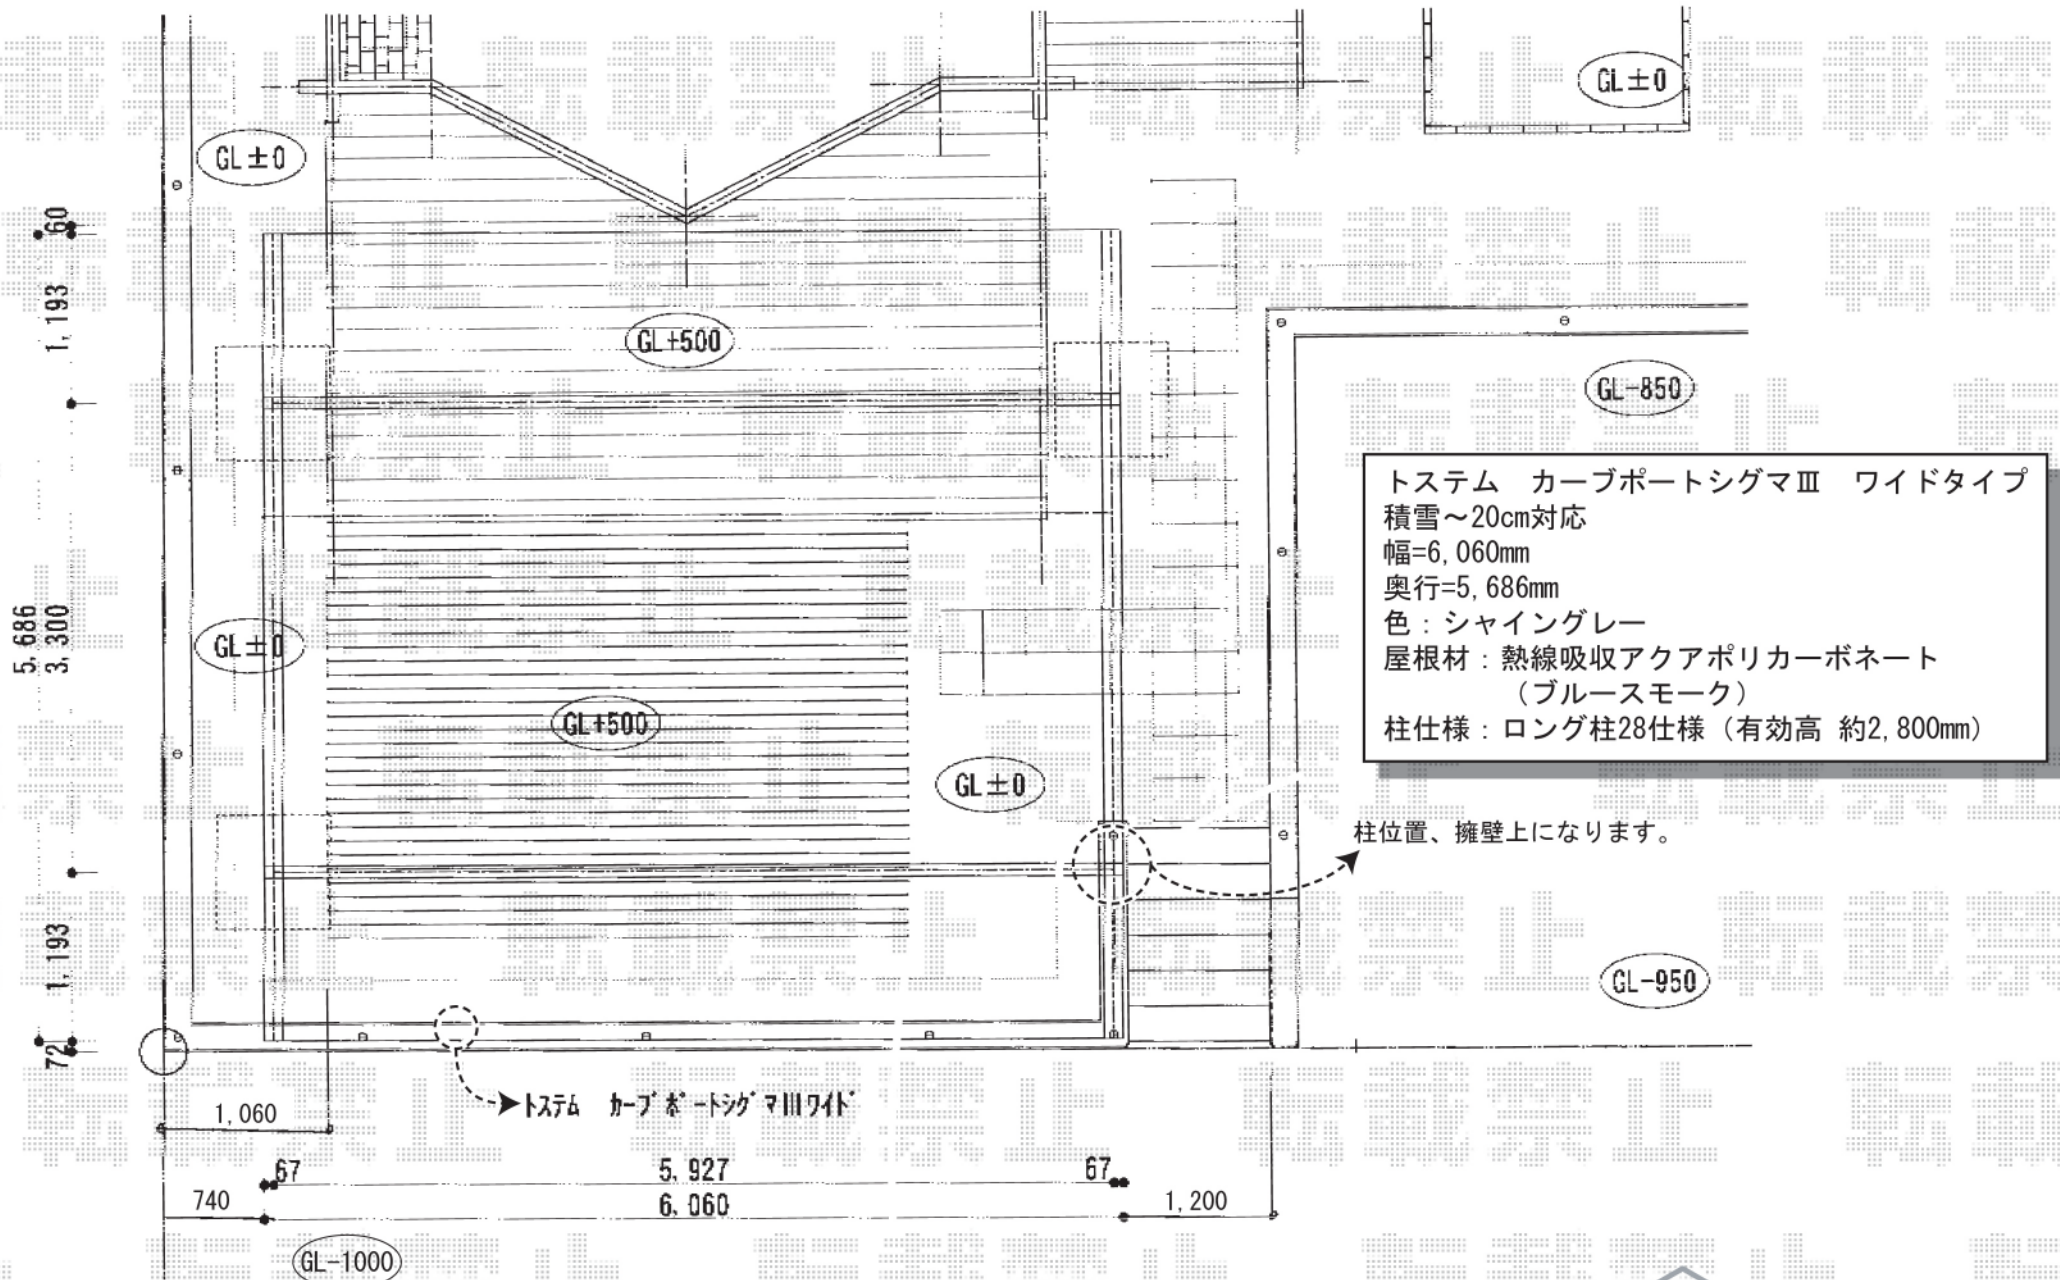 GL±0
GL±0
60
1,193
GL+500
GL-850
トステム　カーブポートシグマⅢ　ワイドタイプ
積雪～20cm対応
幅=6,060mm
奥行=5,686mm
色：シャイングレー
屋根材：熱線吸収アクアポリカーボネート
（ブルースモーク）
柱仕様：ロング柱28仕様（有効高 約2,800mm）
5,686
3,300
GL±0
GL+500
GL±0
柱位置、擁壁上になります。
1,193
GL-950
72
トステム　カーブポートシグマⅢワイド
1,060
67
5,927
67
740
6,060
1,200
GL-1000
転載禁止